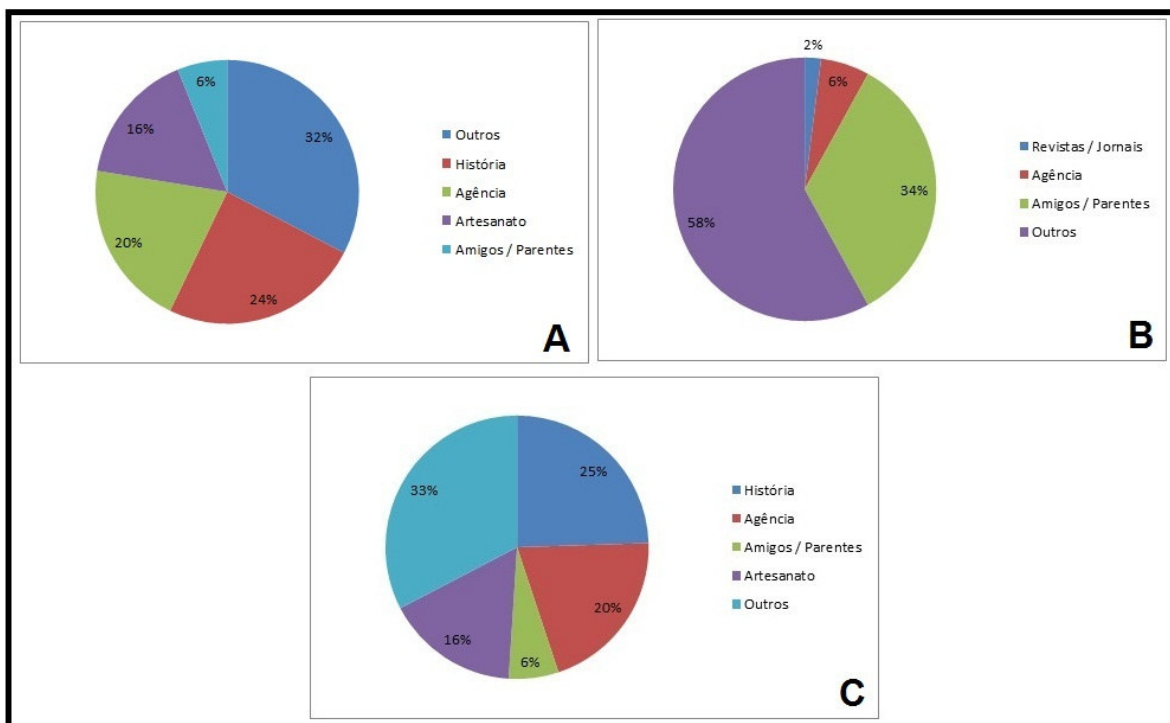 6%
32%
16%
20%
24%
Outros
História
Agência
Artesanato
Amigos / Parentes
A
2%
6%
34%
58%
Revistas / Jornais
Agência
Amigos / Parentes
Outros
B
25%
33%
20%
16%
6%
História
Agência
Amigos / Parentes
Artesanato
Outros
C